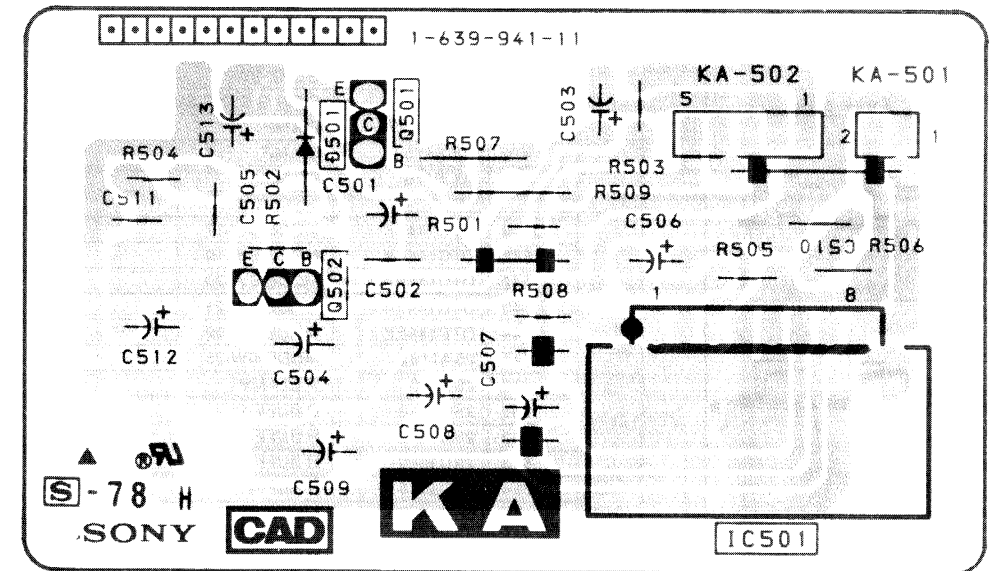 1-639-941-11
KA-502
KA-501
5
1
2
1
C513
E
C
B
Q501
D501
C503
R507
R503
R509
R504
C511
C505
R502
C501
R501
C506
C510
R506
R505
E
C
B
Q502
C502
R508
1
8
C512
C504
C507
C508
C509
S-78 H
SONY
CAD
KA
IC501